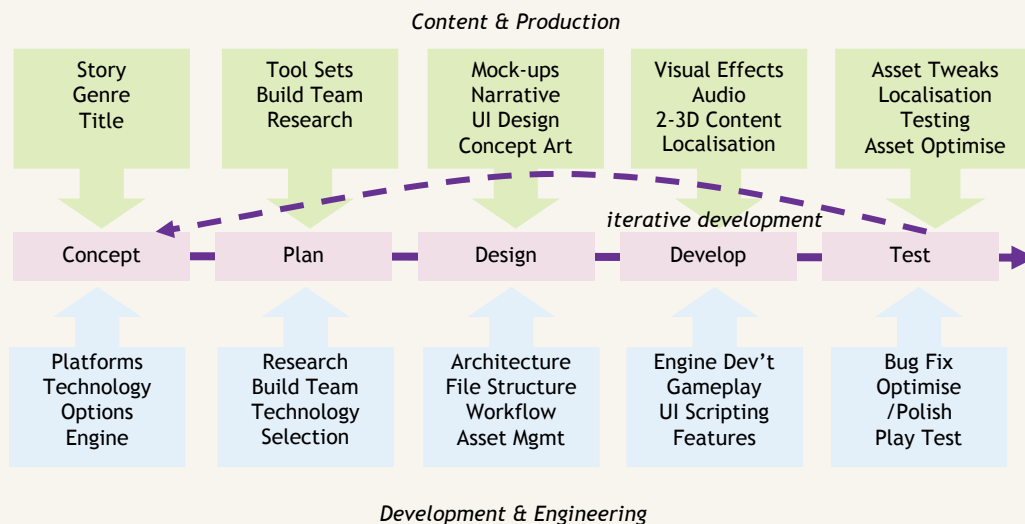 Content & Production
Story
Genre
Title
Tool Sets
Build Team
Research
Mock-ups
Narrative
UI Design
Concept Art
Visual Effects
Audio
2-3D Content
Localisation
Asset Tweaks
Localisation
Testing
Asset Optimise
iterative development
Concept
Plan
Design
Develop
Test
Platforms
Technology
Options
Engine
Research
Build Team
Technology
Selection
Architecture
File Structure
Workflow
Asset Mgmt
Engine Dev’t
Gameplay
UI Scripting
Features
Bug Fix
Optimise
/Polish
Play Test
Development & Engineering